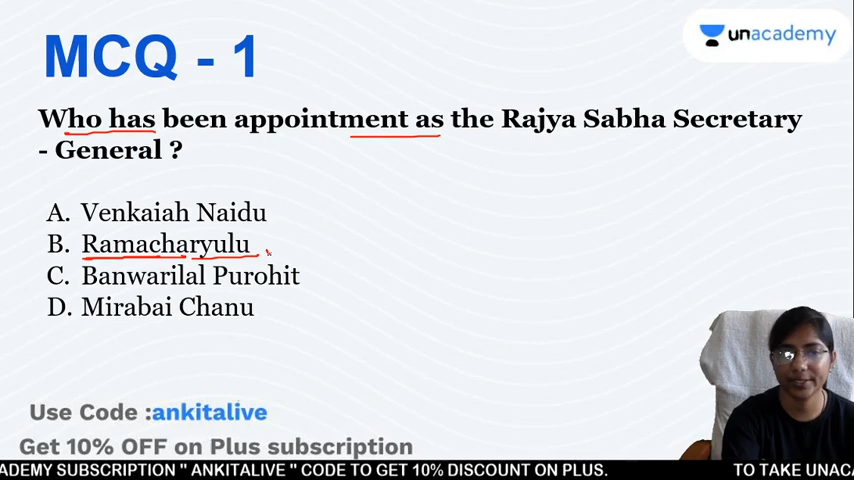 unacademy
MCQ - 1
Who has been appointment as the Rajya Sabha Secretary
- General ?
A. Venkaiah Naidu
B. Ramacharyulu
C. Banwarilal Purohit
D. Mirabai Chanu
Use Code :ankitalive
Get 10% OFF on Plus subscription
ADEMY SUBSCRIPTION " ANKITALIVE " CODE TO GET 10% DISCOUNT ON PLUS. TO TAKE UNACA